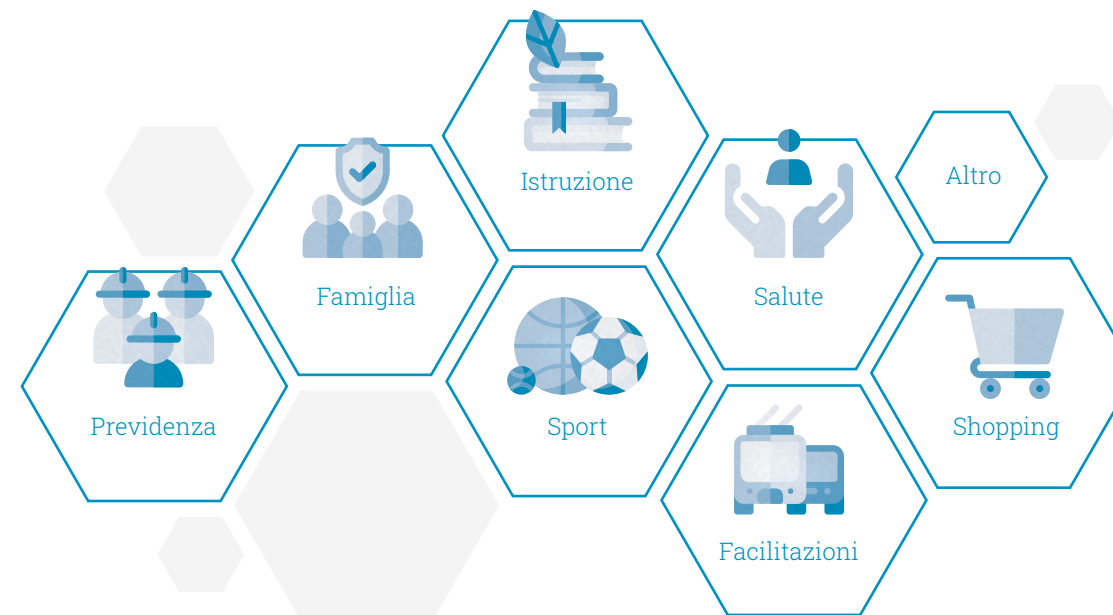 Istruzione
Altro
Famiglia
Salute
Previdenza
Sport
Shopping
Facilitazioni